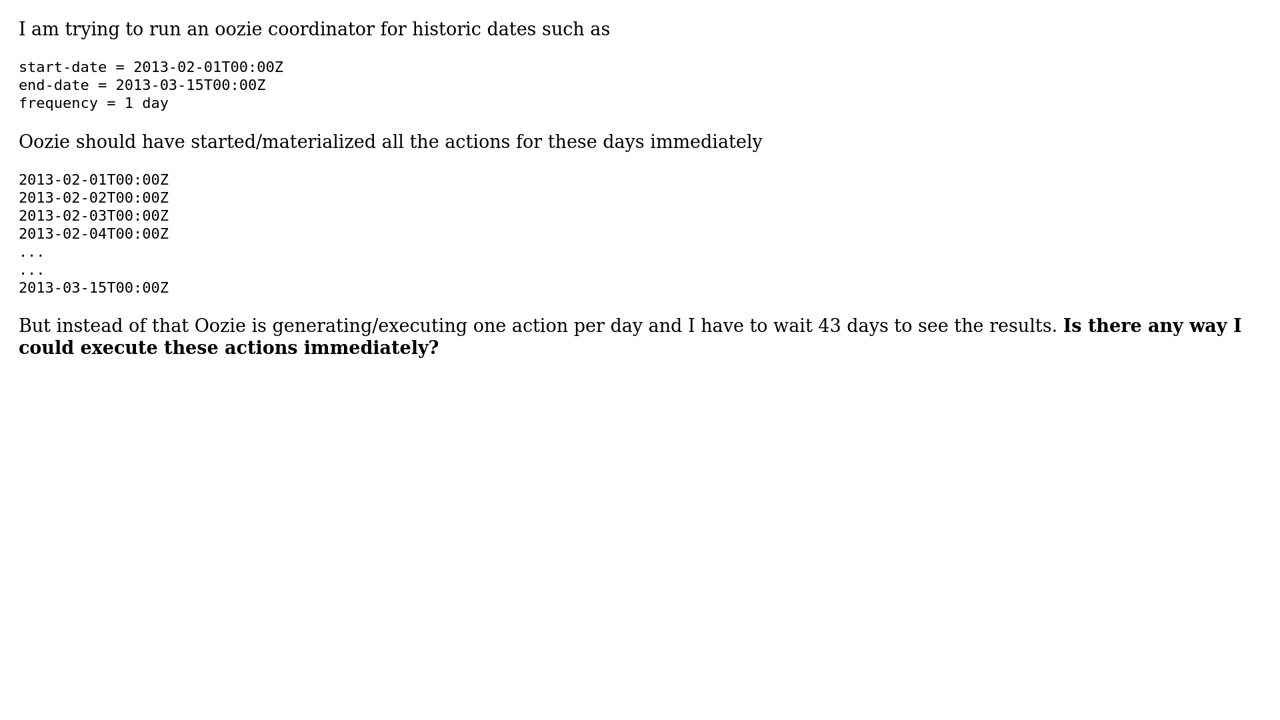 I am trying to run an oozie coordinator for historic dates such as
start-date = 2013-02-01T00:00Z
end-date = 2013-03-15T00:00Z
frequency = 1 day
Oozie should have started/materialized all the actions for these days immediately
2013-02-01T00:00Z
2013-02-02T00:00Z
2013-02-03T00:00Z
2013-02-04T00:00Z
...
...
2013-03-15T00:00Z
But instead of that Oozie is generating/executing one action per day and I have to wait 43 days to see the results. Is there any way I
could execute these actions immediately?